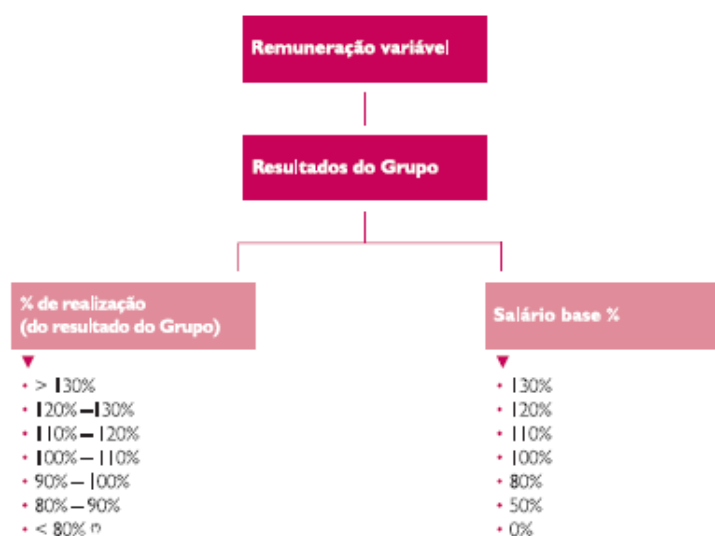 Remuneração variável
Resultados do Grupo
% de realização
(do resultado do Grupo)
• > 130%
• 120% – 130%
• 110% – 120%
• 100% – 110%
• 90% – 100%
• 80% – 90%
• < 80% (*)
Salário base %
• 130%
• 120%
• 110%
• 100%
• 80%
• 50%
• 0%